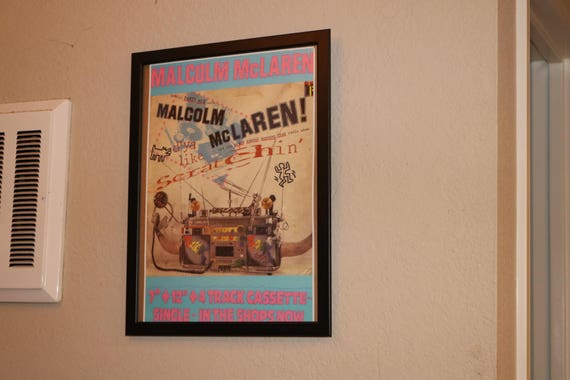 MALCOLM McLAREN
MALCOLM
McLAREN!
D'ya
like
Scratchin'
7" + 12" + 4 TRACK CASSETTE-
SINGLE - IN THE SHOPS NOW